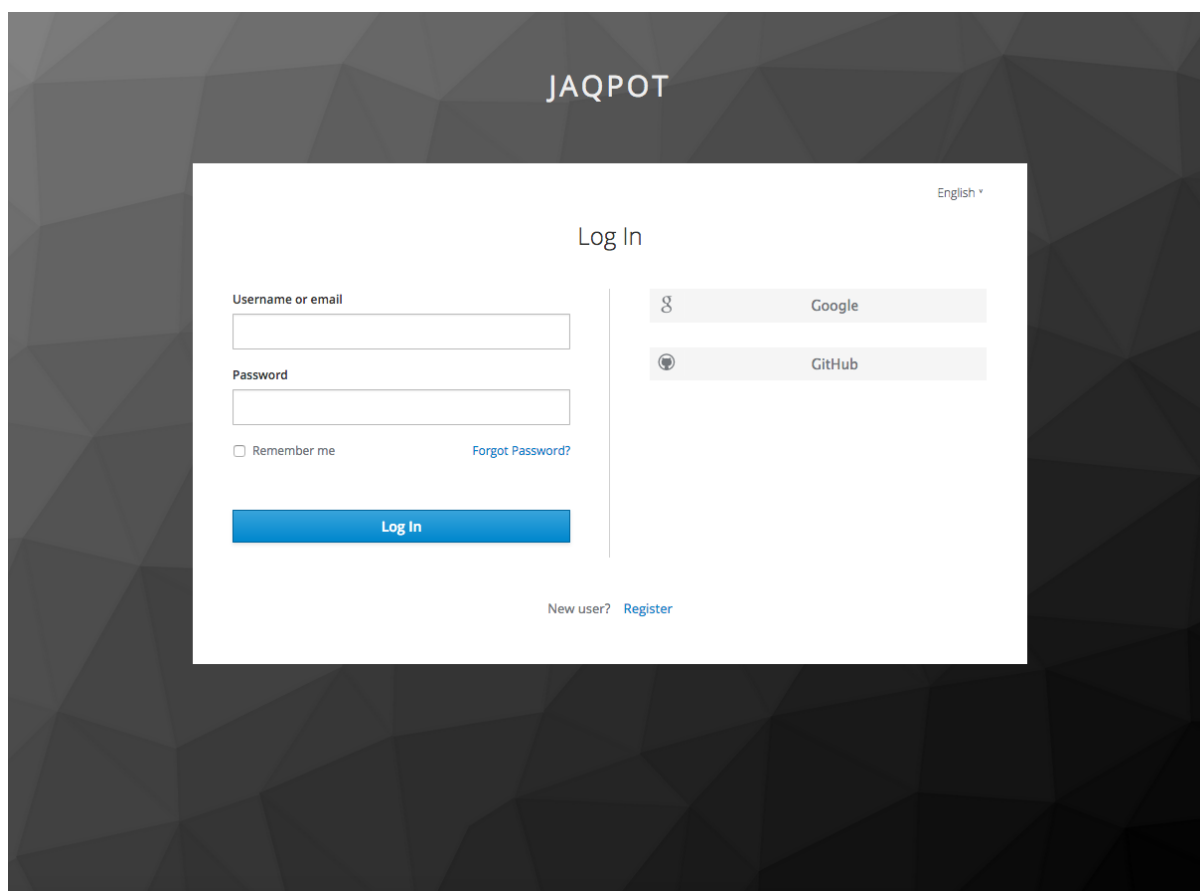 JAQPOT
English
Log In
Username or email
Password
Remember me
Forgot Password?
Log In
Google
GitHub
New user? Register